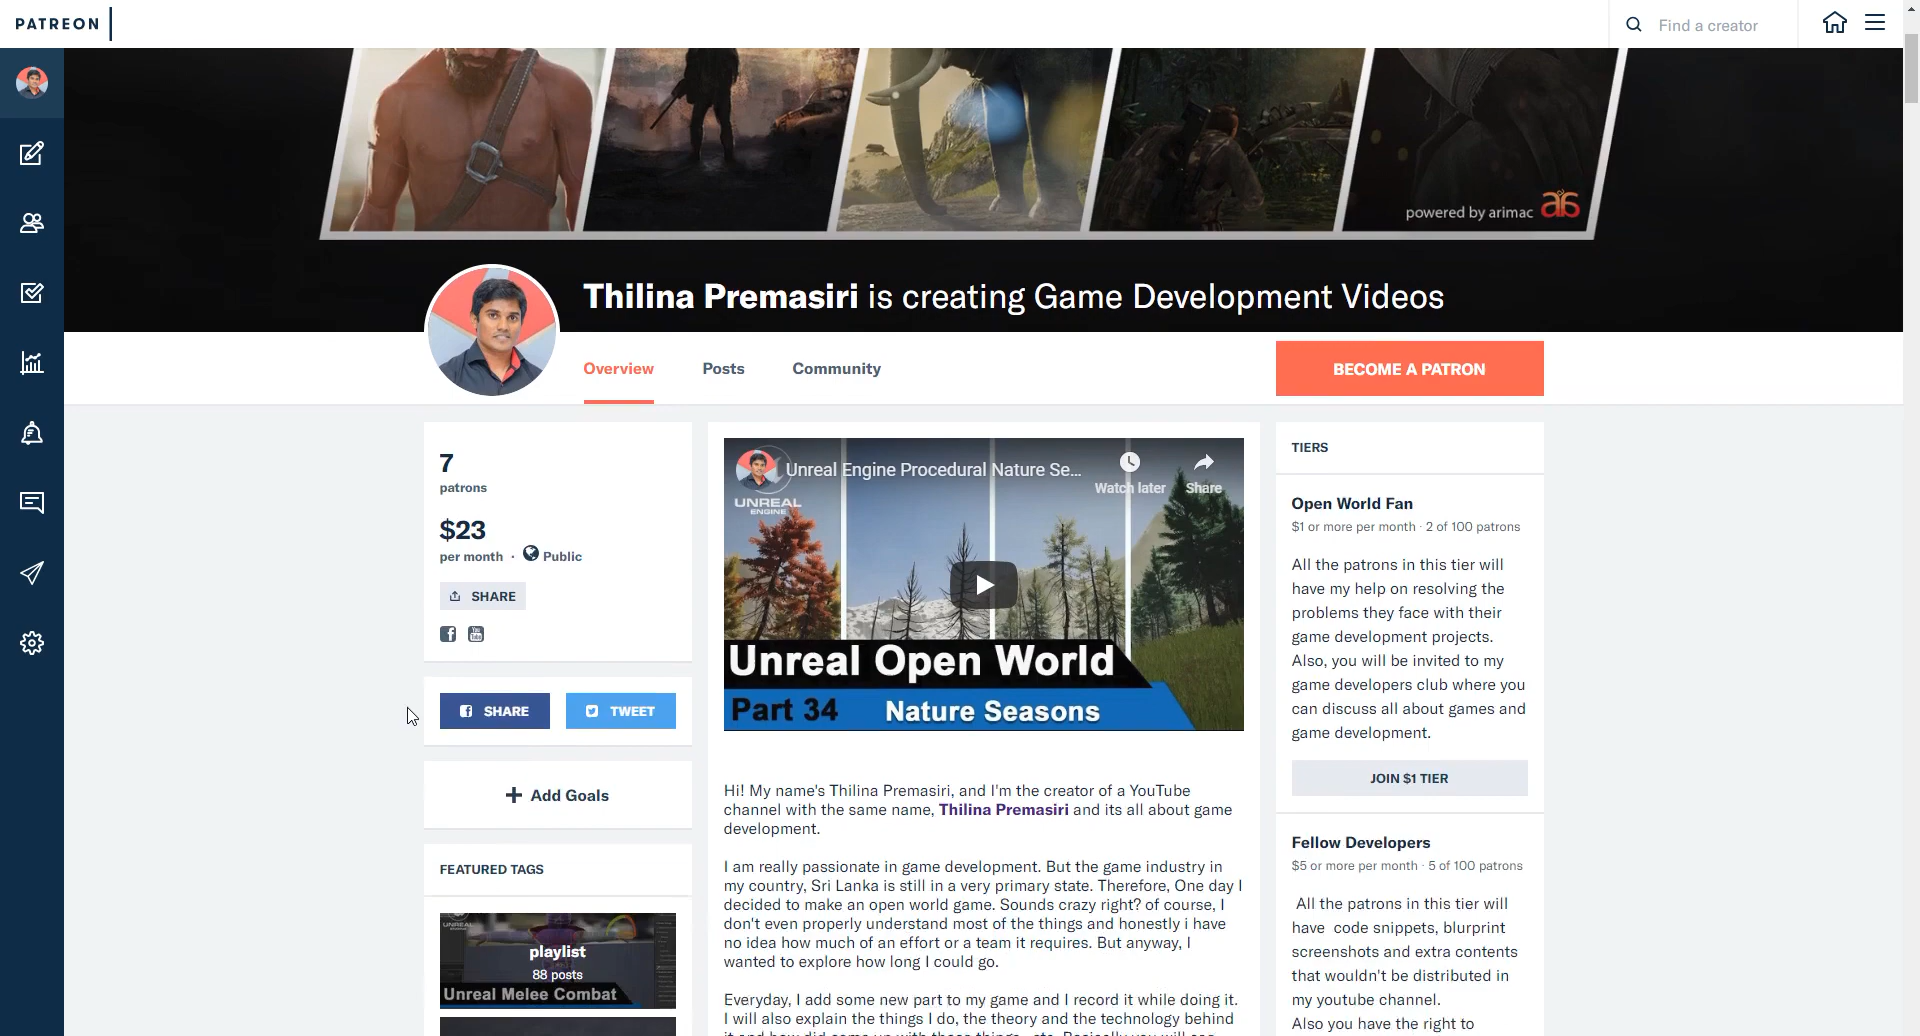 PATREON
Find a creator
powered by arimac
Thilina Premasiri is creating Game Development Videos
Overview
Posts
Community
BECOME A PATRON
7
patrons
$23
per month · Public
SHARE
SHARE
TWEET
Add Goals
FEATURED TAGS
playlist
88 posts
Unreal Melee Combat
Unreal Engine Procedural Nature Se...
Watch later
Share
UNREAL
ENGINE
Unreal Open World
Part 34
Nature Seasons
Hi! My name's Thilina Premasiri, and I'm the creator of a YouTube
channel with the same name, Thilina Premasiri and its all about game
development.
I am really passionate in game development. But the game industry in
my country, Sri Lanka is still in a very primary state. Therefore, One day I
decided to make an open world game. Sounds crazy right? of course, I
don't even properly understand most of the things and honestly i have
no idea how much of an effort or a team it requires. But anyway, I
wanted to explore how long I could go.
Everyday, I add some new part to my game and I record it while doing it.
I will also explain the things I do, the theory and the technology behind
TIERS
Open World Fan
$1 or more per month · 2 of 100 patrons
All the patrons in this tier will
have my help on resolving the
problems they face with their
game development projects.
Also, you will be invited to my
game developers club where you
can discuss all about games and
game development.
JOIN $1 TIER
Fellow Developers
$5 or more per month · 5 of 100 patrons
All the patrons in this tier will
have code snippets, blurprint
screenshots and extra contents
that wouldn't be distributed in
my youtube channel.
Also you have the right to